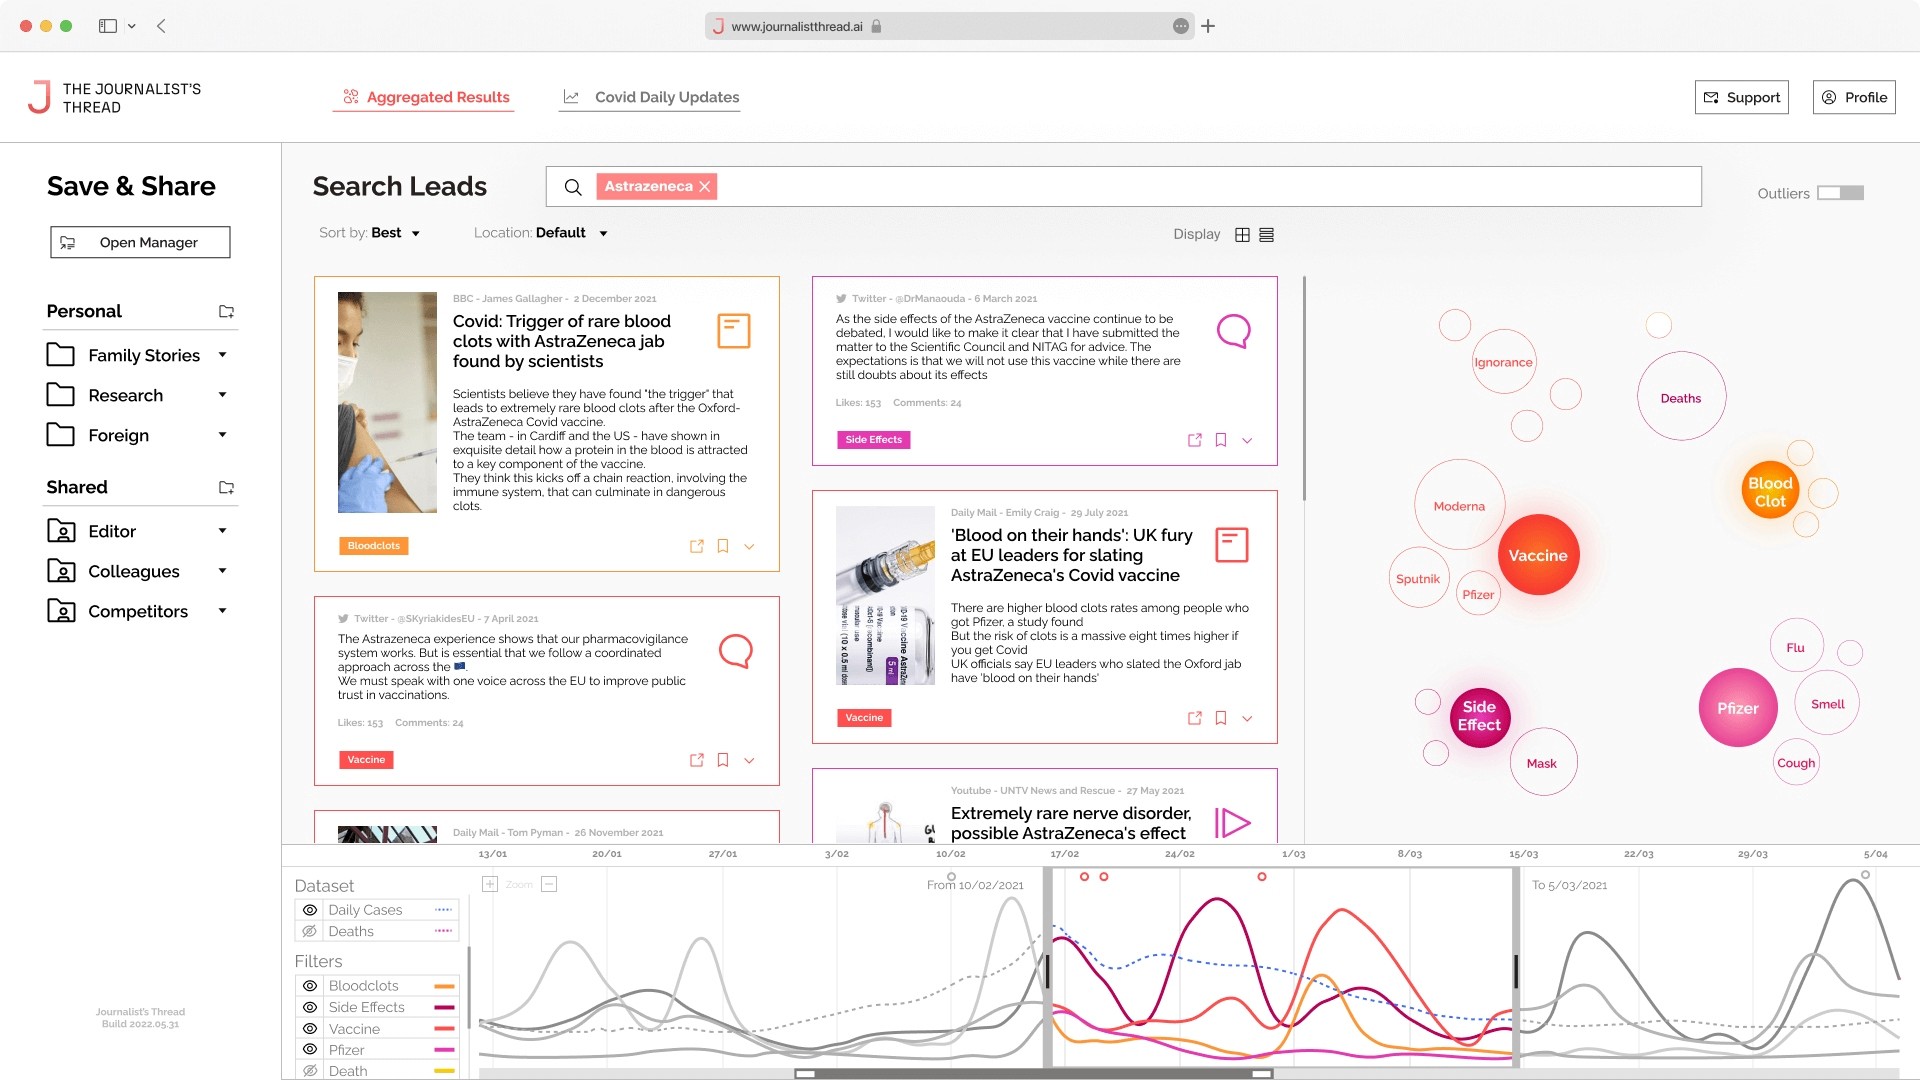 www.journalistthread.ai
THE JOURNALIST'S
THREAD
Aggregated Results
Covid Daily Updates
Support
Profile
Save & Share
Open Manager
Personal
Family Stories
Research
Foreign
Shared
Editor
Colleagues
Competitors
Journalist's Thread
Build 2022.05.31
Search Leads
Astrazeneca
Outliers
Sort by: Best
Location: Default
Display
BBC - James Gallagher - 2 December 2021
Covid: Trigger of rare blood
clots with AstraZeneca jab
found by scientists
Scientists believe they have found "the trigger" that
leads to extremely rare blood clots after the Oxford-
AstraZeneca Covid vaccine.
The team - in Cardiff and the US - have shown in
exquisite detail how a protein in the blood is attracted
to a key component of the vaccine.
They think this kicks off a chain reaction, involving the
immune system, that can culminate in dangerous
clots.
Bloodclots
Twitter - @SKyriakidesEU - 7 April 2021
The Astrazeneca experience shows that our pharmacovigilance
system works. But is essential that we follow a coordinated
approach across the 🇪🇺.
We must speak with one voice across the EU to improve public
trust in vaccinations.
Likes: 153 Comments: 24
Vaccine
Daily Mail - Tom Pyman - 26 November 2021
Twitter - @DrManaouda - 6 March 2021
As the side effects of the AstraZeneca vaccine continue to be
debated, I would like to make it clear that I have submitted the
matter to the Scientific Council and NITAG for advice. The
expectations is that we will not use this vaccine while there are
still doubts about its effects
Likes: 153 Comments: 24
Side Effects
Daily Mail - Emily Craig - 29 July 2021
'Blood on their hands': UK fury
at EU leaders for slating
AstraZeneca's Covid vaccine
There are higher blood clots rates among people who
got Pfizer, a study found
But the risk of clots is a massive eight times higher if
you get Covid
UK officials say EU leaders who slated the Oxford jab
have 'blood on their hands'
Vaccine
Youtube - UNTV News and Rescue - 27 May 2021
Extremely rare nerve disorder,
possible AstraZeneca's effect
Ignorance
Deaths
Blood
Clot
Moderna
Vaccine
Sputnik
Pfizer
Flu
Side
Effect
Pfizer
Smell
Mask
Cough
13/01
20/01
27/01
3/02
10/02
17/02
24/02
1/03
8/03
15/03
22/03
29/03
5/04
Dataset
Daily Cases
Deaths
Filters
Bloodclots
Side Effects
Vaccine
Pfizer
Death
Zoom
From 10/02/2021
To 5/03/2021